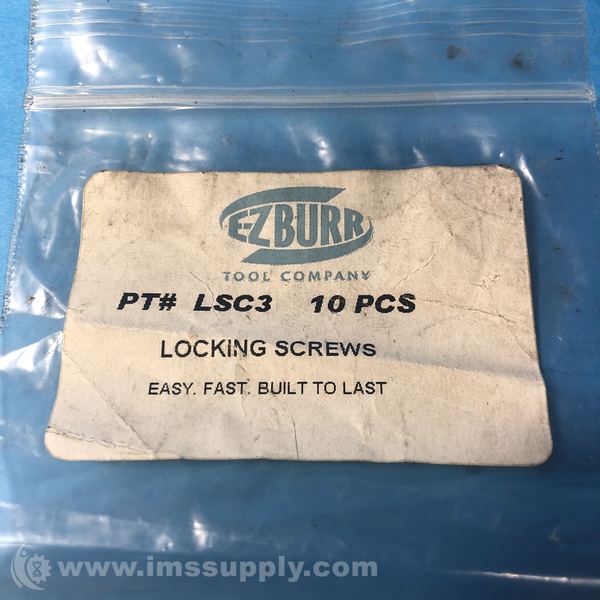 E-Z BURR
TOOL COMPANY
PT# LSC3 10 PCS
LOCKING SCREWS
EASY. FAST. BUILT TO LAST
www.imssupply.com